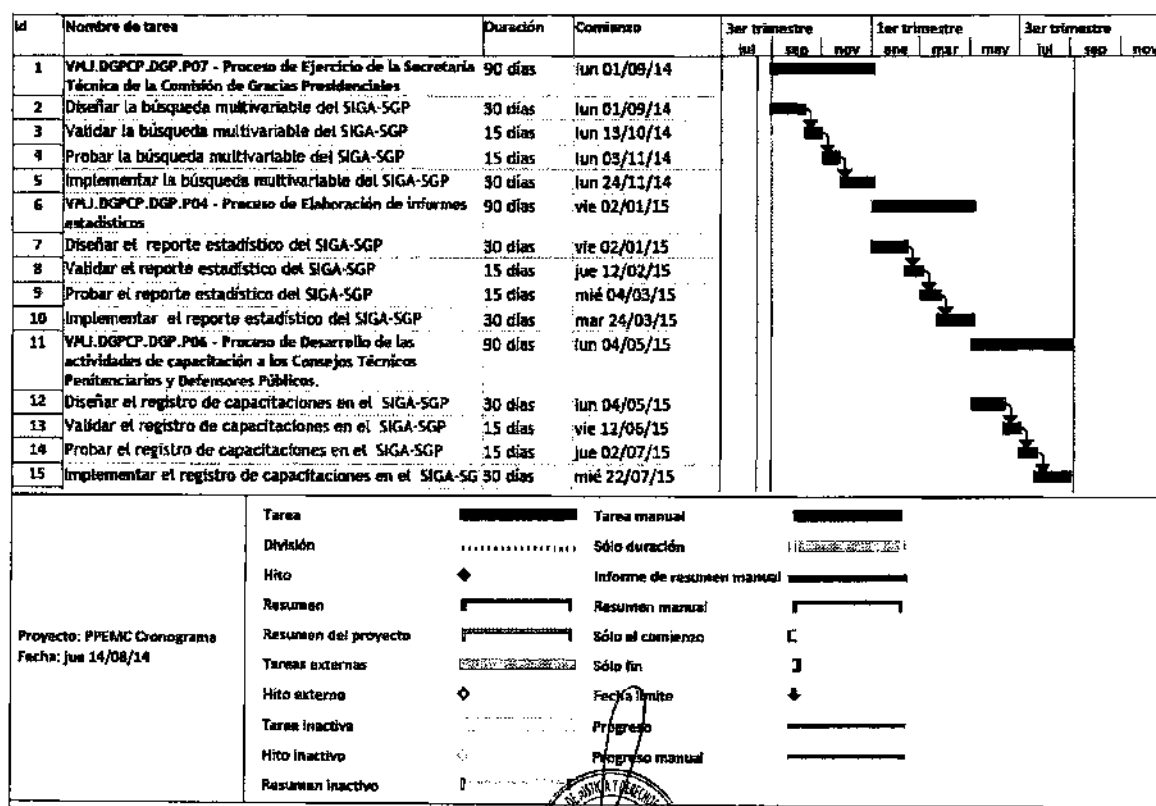 Id Nombre de tarea Duración Comienzo 3er trimestre 1er trimestre 3er trimestre
jul sep nov ene mar may jul sep nov
1 VMJ.DGPCP.DGP.P07 - Proceso de Ejercicio de la Secretaría 90 días lun 01/09/14
Técnica de la Comisión de Gracias Presidenciales
2 Diseñar la búsqueda multivariable del SIGA-SGP 30 días lun 01/09/14
3 Validar la búsqueda multivariable del SIGA-SGP 15 días lun 13/10/14
4 Probar la búsqueda multivariable del SIGA-SGP 15 días lun 03/11/14
5 Implementar la búsqueda multivariable del SIGA-SGP 30 días lun 24/11/14
6 VMJ.DGPCP.DGP.P04 - Proceso de Elaboración de informes 90 días vie 02/01/15
estadísticos
7 Diseñar el reporte estadístico del SIGA-SGP 30 días vie 02/01/15
8 Validar el reporte estadístico del SIGA-SGP 15 días jue 12/02/15
9 Probar el reporte estadístico del SIGA-SGP 15 días mié 04/03/15
10 Implementar el reporte estadístico del SIGA-SGP 30 días mar 24/03/15
11 VMJ.DGPCP.DGP.P06 - Proceso de Desarrollo de las 90 días lun 04/05/15
actividades de capacitación a los Consejos Técnicos
Penitenciarios y Defensores Públicos.
12 Diseñar el registro de capacitaciones en el SIGA-SGP 30 días lun 04/05/15
13 Validar el registro de capacitaciones en el SIGA-SGP 15 días vie 12/06/15
14 Probar el registro de capacitaciones en el SIGA-SGP 15 días jue 02/07/15
15 Implementar el registro de capacitaciones en el SIGA-SG 30 días mié 22/07/15
Proyecto: PPEMC Cronograma
Fecha: jue 14/08/14
Tarea Tarea manual
División Sólo duración
Hito Informe de resumen manual
Resumen Resumen manual
Resumen del proyecto Sólo el comienzo
Tareas externas Sólo fin
Hito externo Fecha límite
Tarea inactiva Progreso
Hito inactivo Progreso manual
Resumen inactivo
DE JUSTICIA Y DERECHOS